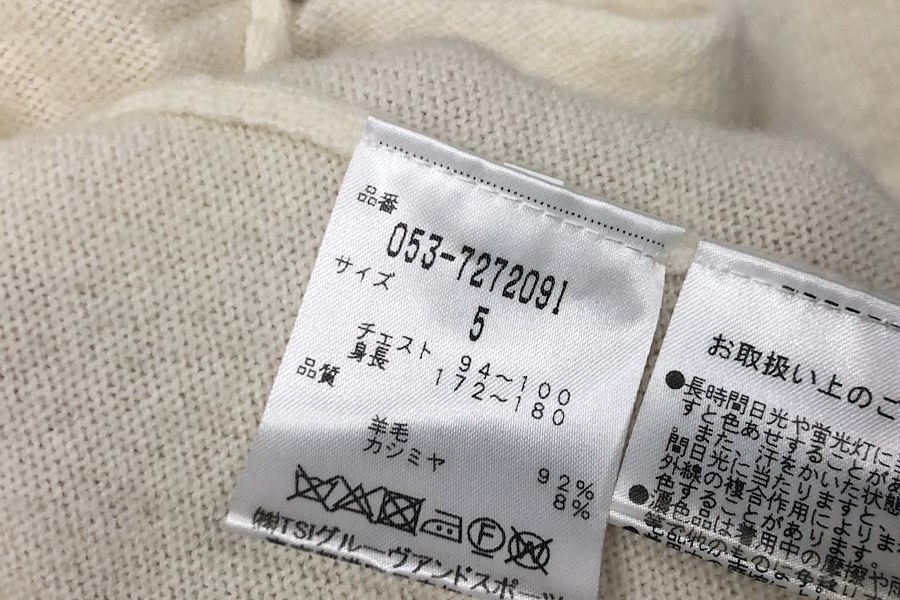 品番
053-7272091
サイズ
5
チェスト 94~100
身長 172~180
品質
羊毛 92%
カシミヤ 8%
F
W
㈱TSIグルーヴアンドスポーツ
お取扱い上のご
●長時間日光や蛍光灯に
すと色あせすることがあ
また、汗をかいた状態
間日光に当たりますと
外線の複合作用により
色することがあります。
●濃色品は着用中の摩擦や雨